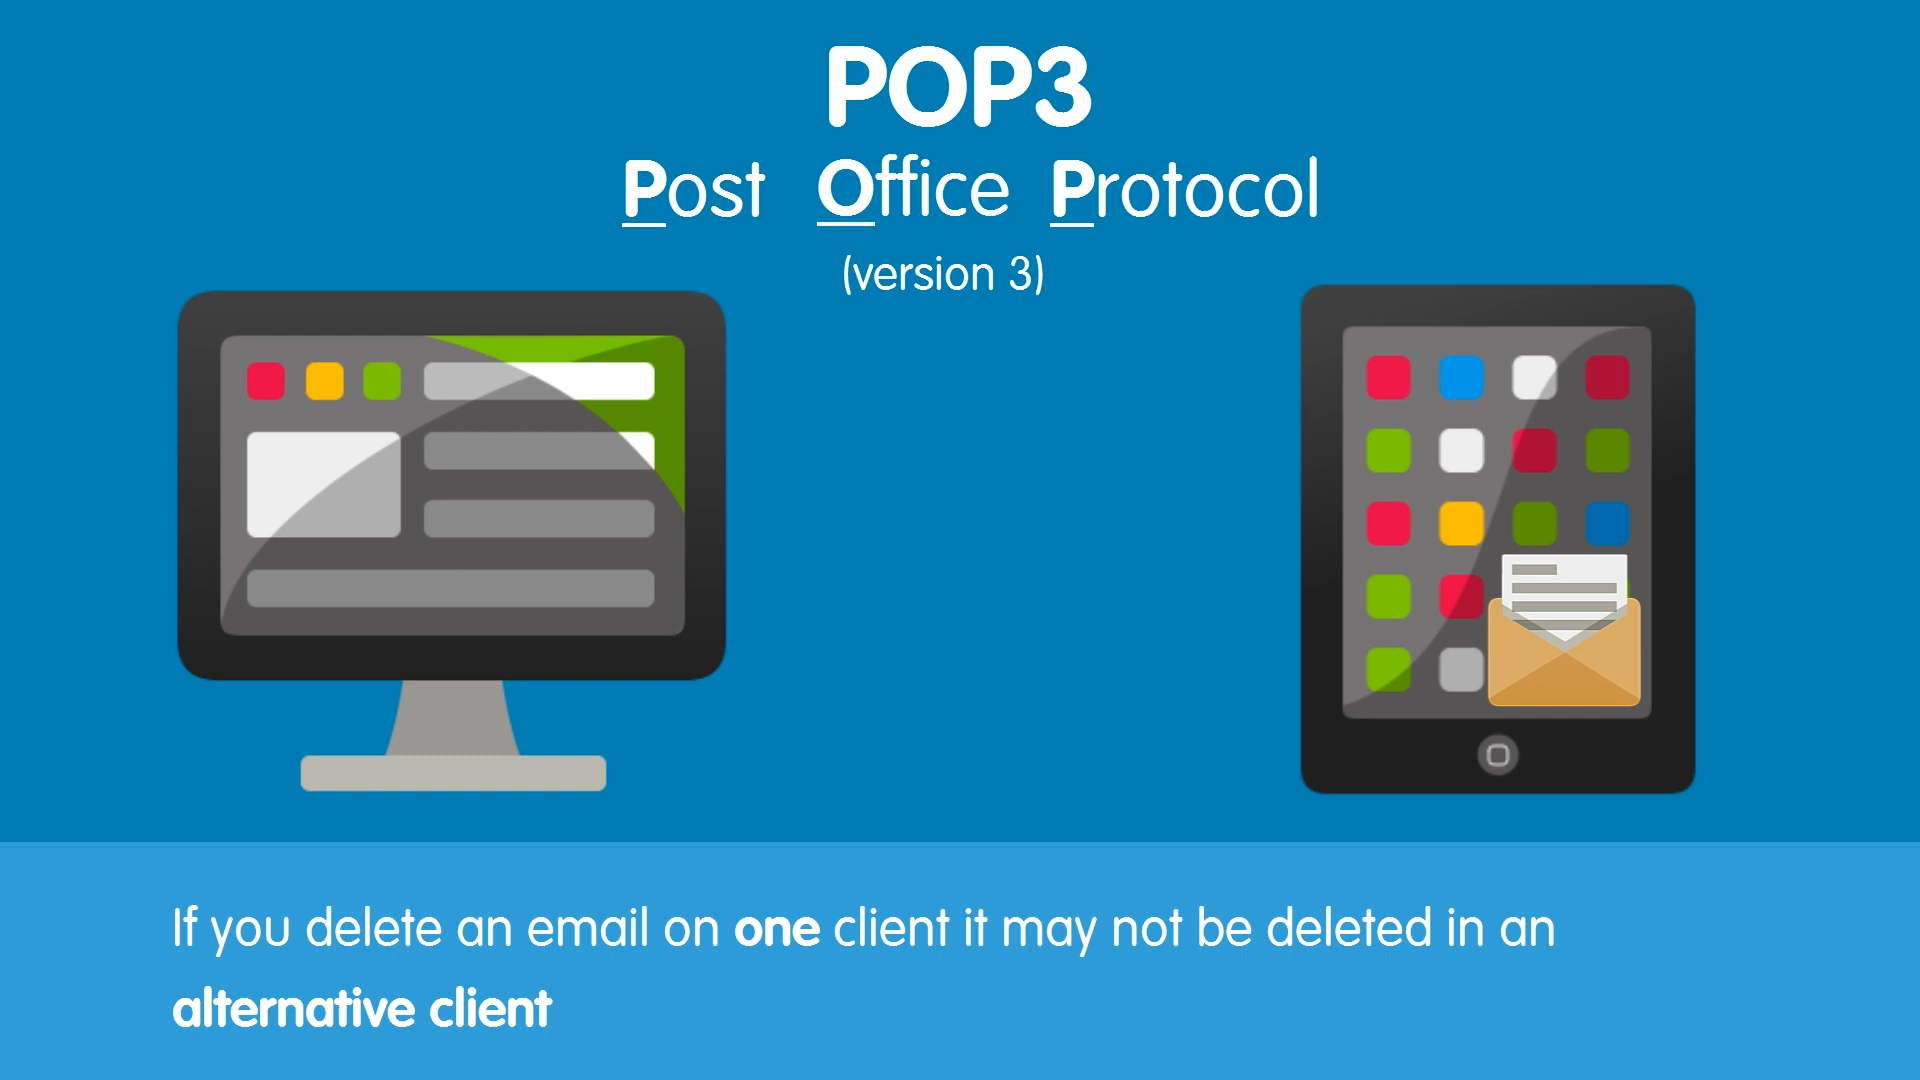 POP3
Post Office Protocol
(version 3)
If you delete an email on one client it may not be deleted in an
alternative client